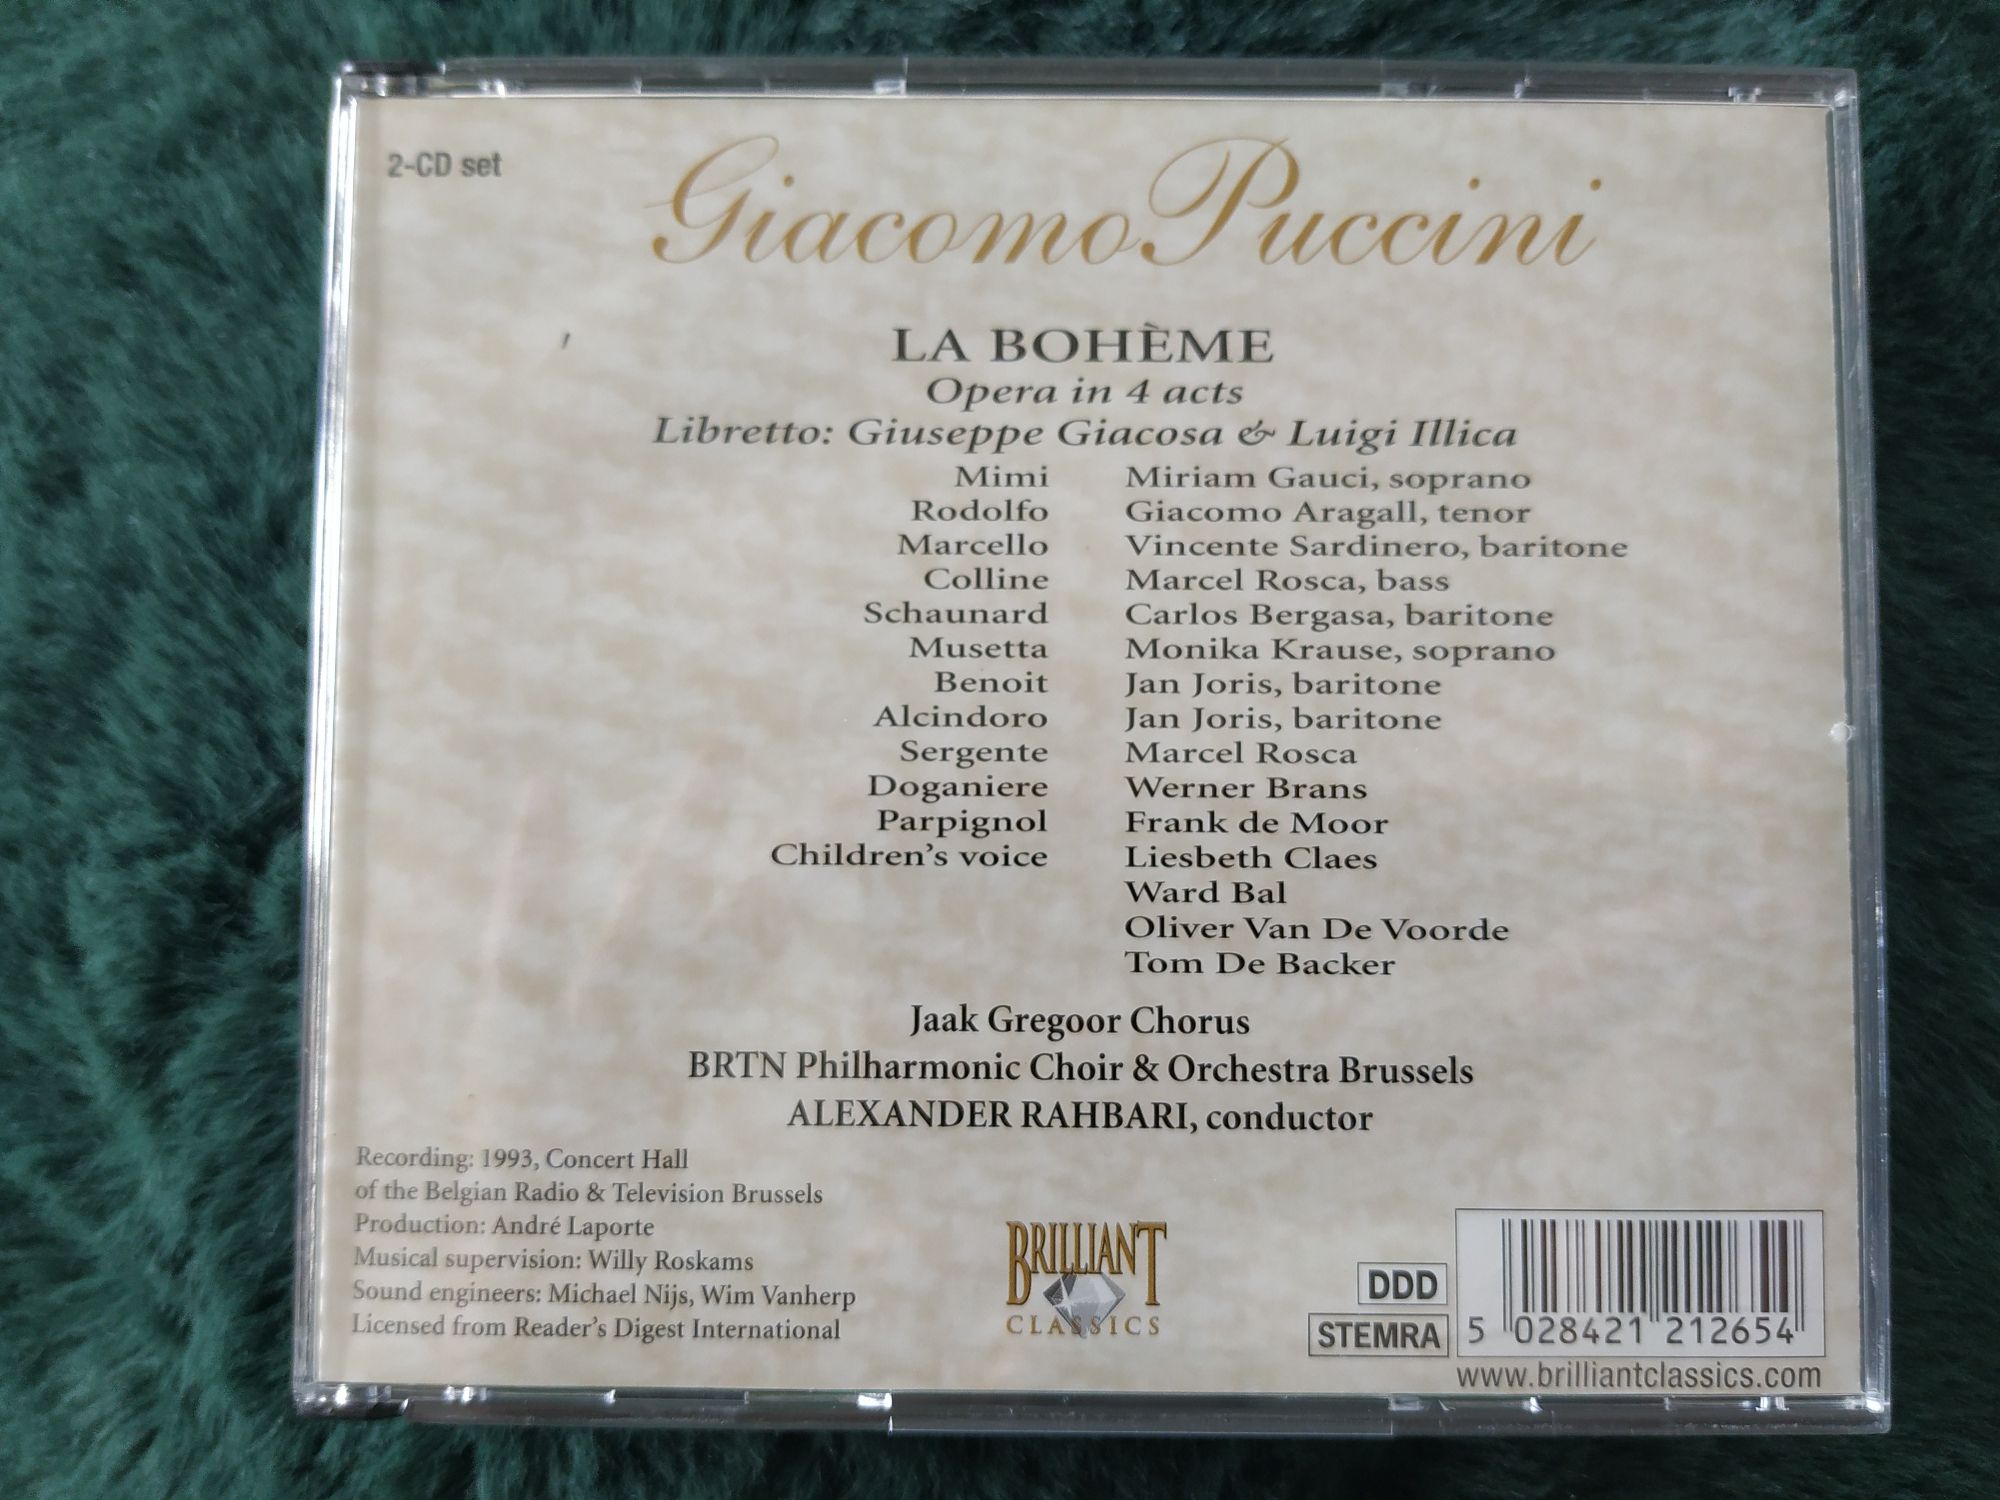 2-CD set
Giacomo Puccini
LA BOHÈME
Opera in 4 acts
Libretto: Giuseppe Giacosa & Luigi Illica
Mimi Miriam Gauci, soprano
Rodolfo Giacomo Aragall, tenor
Marcello Vincente Sardinero, baritone
Colline Marcel Rosca, bass
Schaunard Carlos Bergasa, baritone
Musetta Monika Krause, soprano
Benoit Jan Joris, baritone
Alcindoro Jan Joris, baritone
Sergente Marcel Rosca
Doganiere Werner Brans
Parpignol Frank de Moor
Children's voice Liesbeth Claes
Ward Bal
Oliver Van De Voorde
Tom De Backer
Jaak Gregoor Chorus
BRTN Philharmonic Choir & Orchestra Brussels
ALEXANDER RAHBARI, conductor
Recording: 1993, Concert Hall
of the Belgian Radio & Television Brussels
Production: André Laporte
Musical supervision: Willy Roskams
Sound engineers: Michael Nijs, Wim Vanherp
Licensed from Reader's Digest International
BRILLIANT
CLASSICS
DDD
STEMRA
5 028421 212654
www.brilliantclassics.com